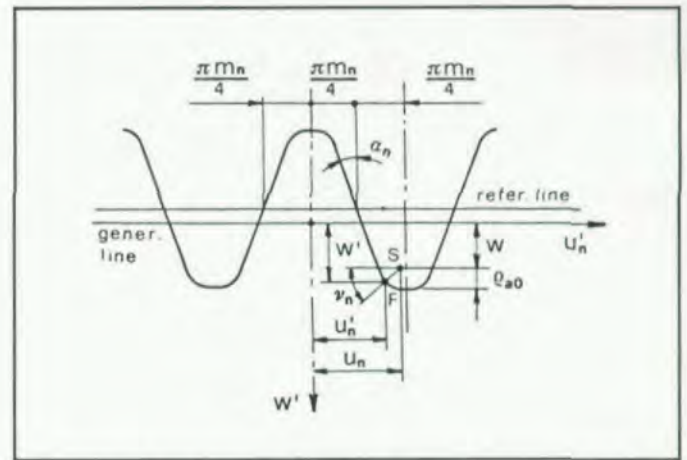 πmn/4 πmn/4 πmn/4
αn
refer. line
gener. line
U'n
W' S W
ϱa0
νn F
U'n
Un
W'